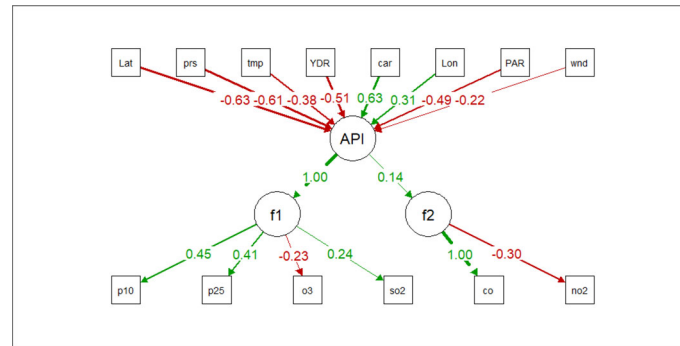 Lat prs tmp YDR car Lon PAR wnd
-0.63 -0.61 -0.38 -0.51 0.63 0.31 -0.49 -0.22
API
1.00 0.14
f1 f2
0.45 0.41 -0.23 0.24 1.00 -0.30
p10 p25 o3 so2 co no2